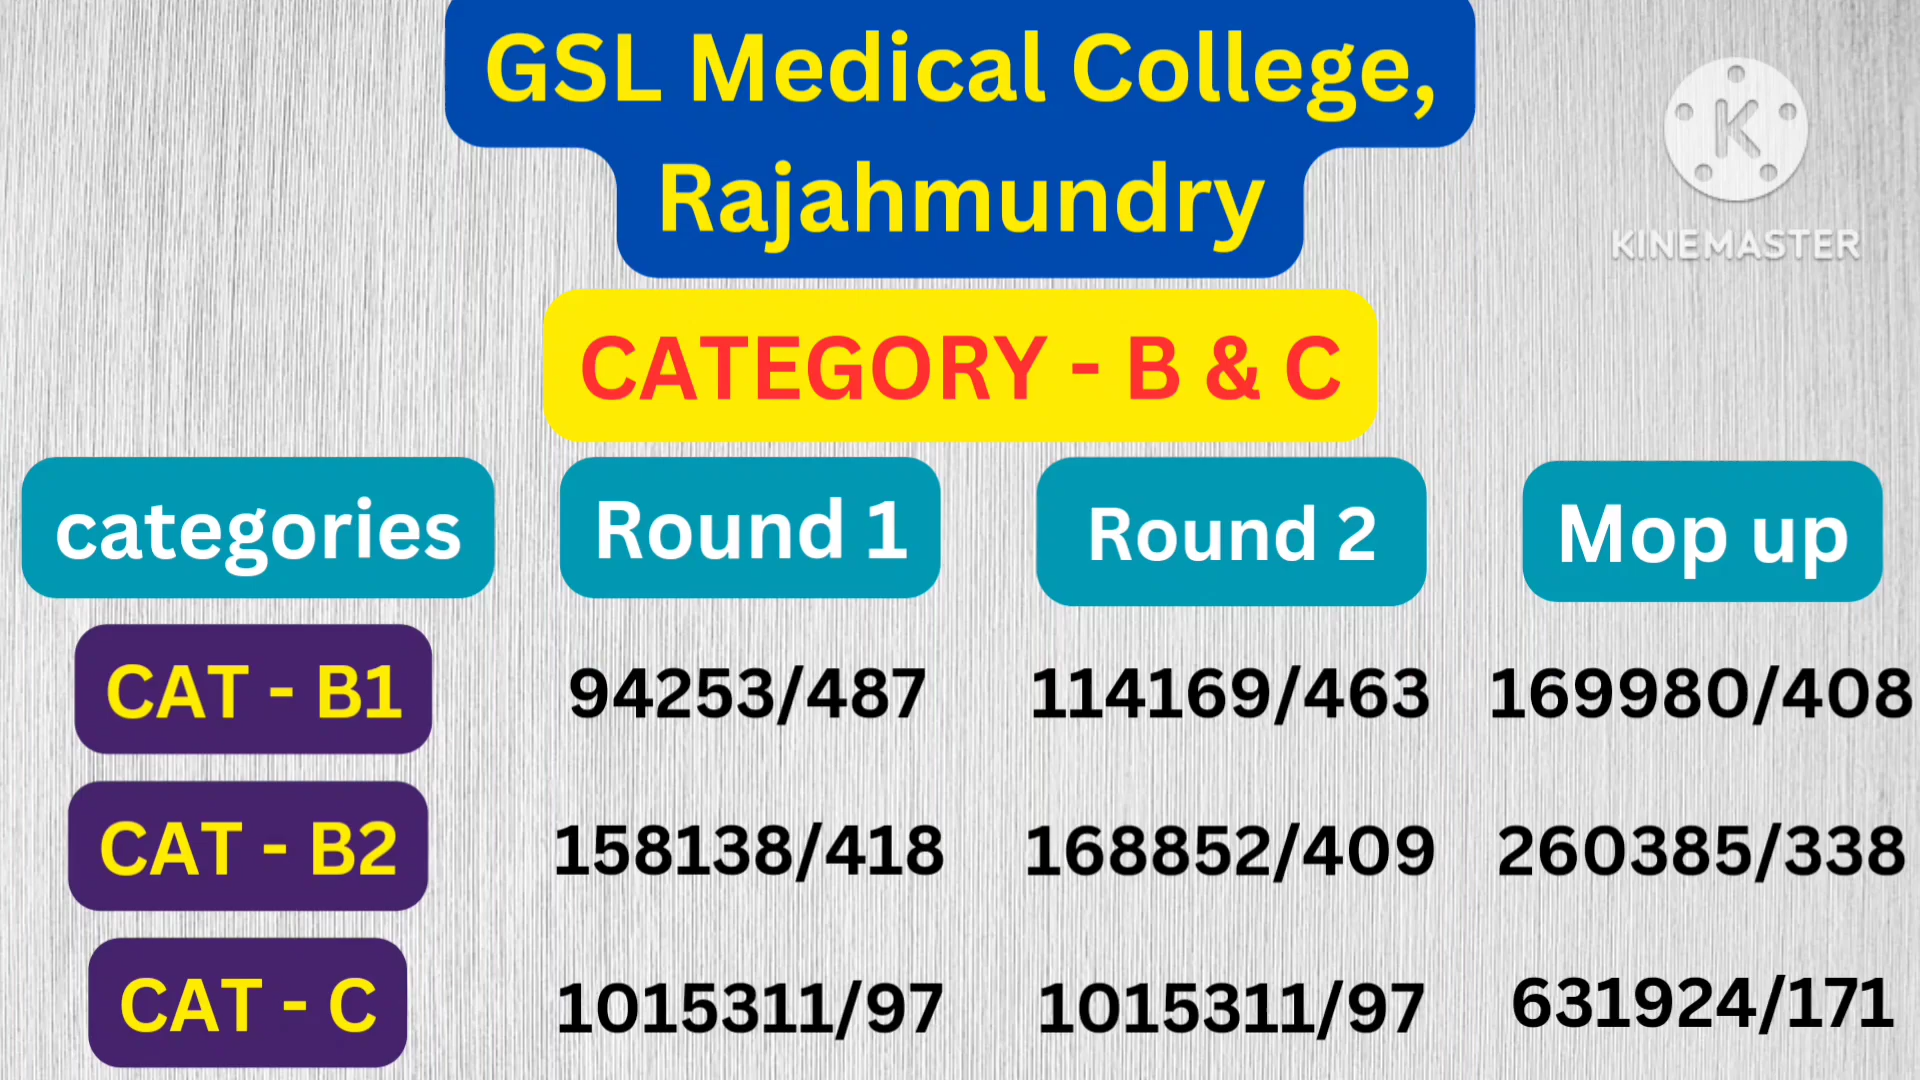 GSL Medical College,
Rajahmundry
K
KINEMASTER
CATEGORY - B & C
categories Round 1 Round 2 Mop up
CAT - B1 94253/487 114169/463 169980/408
CAT - B2 158138/418 168852/409 260385/338
CAT - C 1015311/97 1015311/97 631924/171